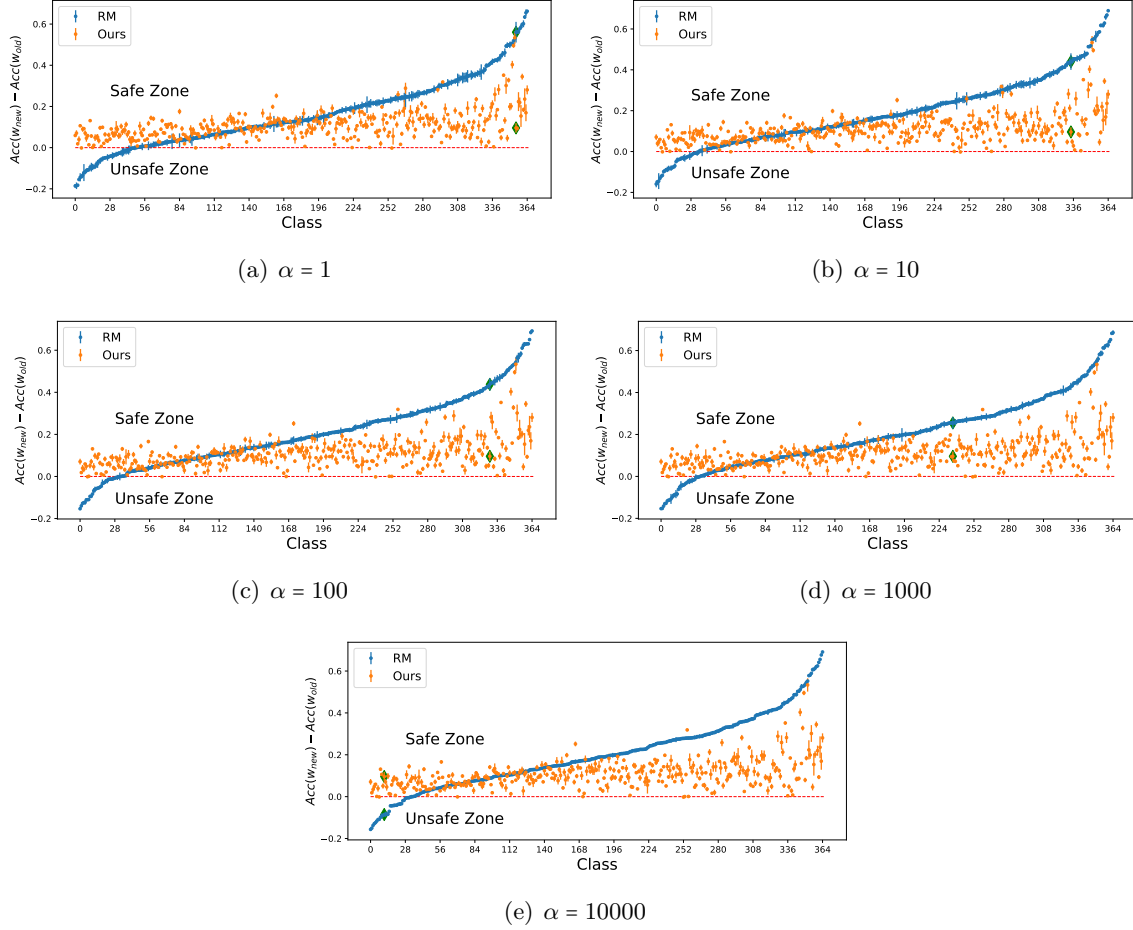 RM
Ours
Safe Zone
Unsafe Zone
Acc(w_new) − Acc(w_old)
0.6
0.4
0.2
0.0
−0.2
0 28 56 84 112 140 168 196 224 252 280 308 336 364
Class
(a) α = 1
RM
Ours
Safe Zone
Unsafe Zone
Acc(w_new) − Acc(w_old)
0.6
0.4
0.2
0.0
−0.2
0 28 56 84 112 140 168 196 224 252 280 308 336 364
Class
(b) α = 10
RM
Ours
Safe Zone
Unsafe Zone
Acc(w_new) − Acc(w_old)
0.6
0.4
0.2
0.0
−0.2
0 28 56 84 112 140 168 196 224 252 280 308 336 364
Class
(c) α = 100
RM
Ours
Safe Zone
Unsafe Zone
Acc(w_new) − Acc(w_old)
0.6
0.4
0.2
0.0
−0.2
0 28 56 84 112 140 168 196 224 252 280 308 336 364
Class
(d) α = 1000
RM
Ours
Safe Zone
Unsafe Zone
Acc(w_new) − Acc(w_old)
0.6
0.4
0.2
0.0
−0.2
0 28 56 84 112 140 168 196 224 252 280 308 336 364
Class
(e) α = 10000